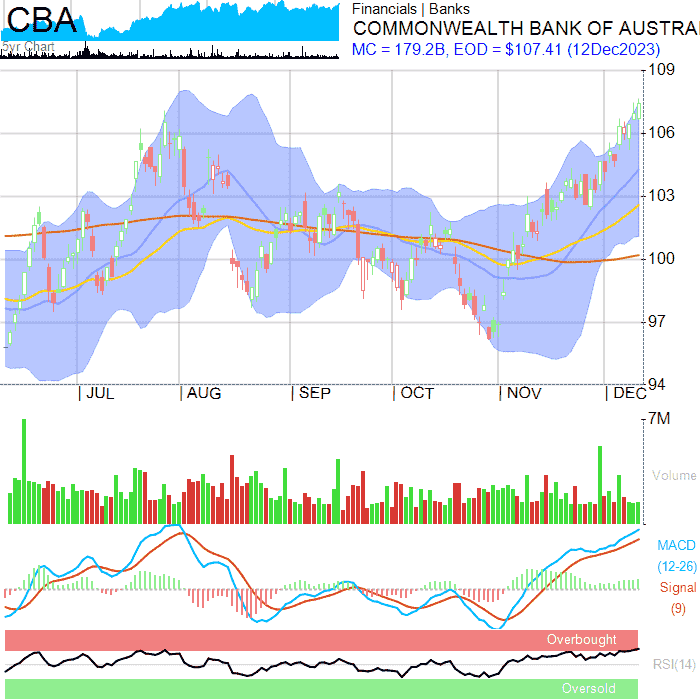 CBA
5yr Chart
Financials | Banks
COMMONWEALTH BANK OF AUSTRA
MC = 179.2B, EOD = $107.41 (12Dec2023)
109
106
103
100
97
94
JUL AUG SEP OCT NOV DEC
7M
Volume
MACD
(12-26)
Signal
(9)
Overbought
RSI(14)
Oversold